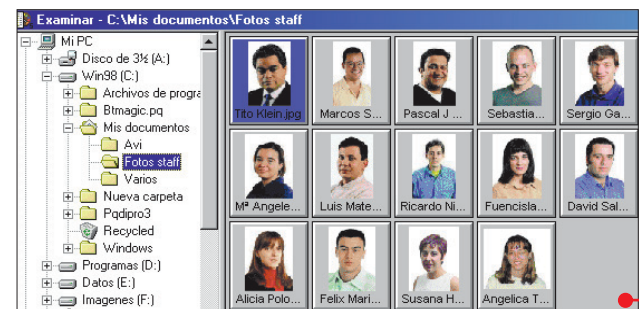 Examinar - C:\Mis documentos\Fotos staff
Mi PC
Disco de 3½ (A:)
Win98 (C:)
Archivos de progra
Btmagic.pq
Mis documentos
Avi
Fotos staff
Varios
Nueva carpeta
Pqdipro3
Recycled
Windows
Programas (D:)
Datos (E:)
Imagenes (F:)
Tito Klein.jpg
Marcos S...
Pascal J ...
Sebastia...
Sergio Ga...
Mª Angele...
Luis Mate...
Ricardo Ni...
Fuencisla...
David Sal...
Alicia Polo...
Felix Mari...
Susana H...
Angelica T...